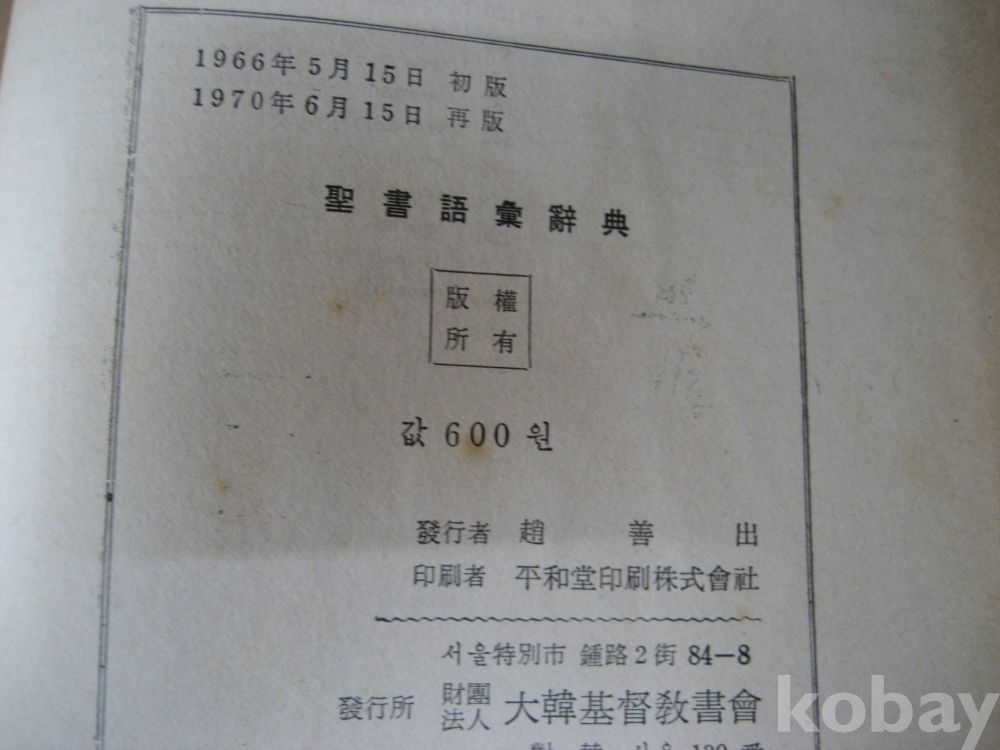 1966年 5月 15日 初版
1970年 6月 15日 再版
聖書語彙辭典
版權
所有
값 600 원
發行者 趙善出
印刷者 平和堂印刷株式會社
서울特別市 鍾路 2 街 84—8
發行所 財團法人 大韓基督敎書會
kobay